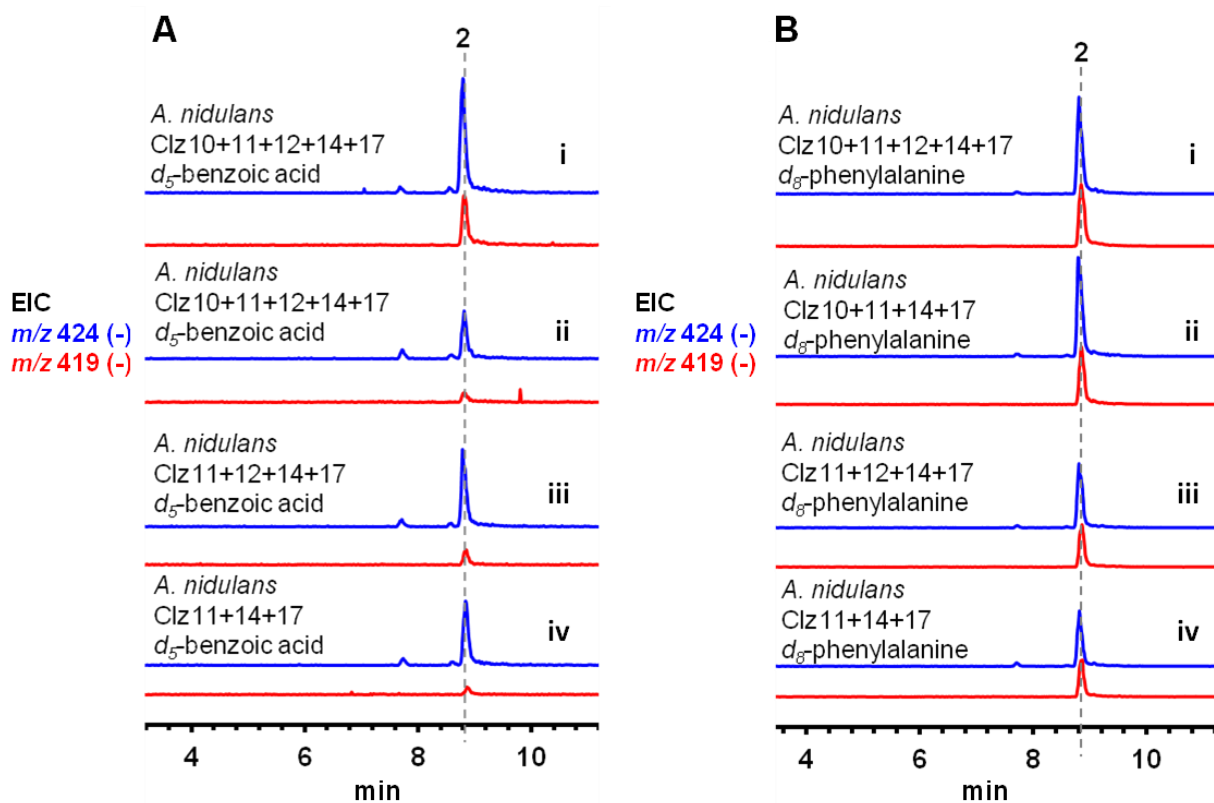 A
2
A. nidulans
Clz10+11+12+14+17
d5-benzoic acid
i
A. nidulans
Clz10+11+12+14+17
d5-benzoic acid
ii
EIC
m/z 424 (-)
m/z 419 (-)
A. nidulans
Clz11+12+14+17
d5-benzoic acid
iii
A. nidulans
Clz11+14+17
d5-benzoic acid
iv
4 6 8 10
min
B
2
A. nidulans
Clz10+11+12+14+17
d8-phenylalanine
i
A. nidulans
Clz10+11+14+17
d8-phenylalanine
ii
EIC
m/z 424 (-)
m/z 419 (-)
A. nidulans
Clz11+12+14+17
d8-phenylalanine
iii
A. nidulans
Clz11+14+17
d8-phenylalanine
iv
4 6 8 10
min